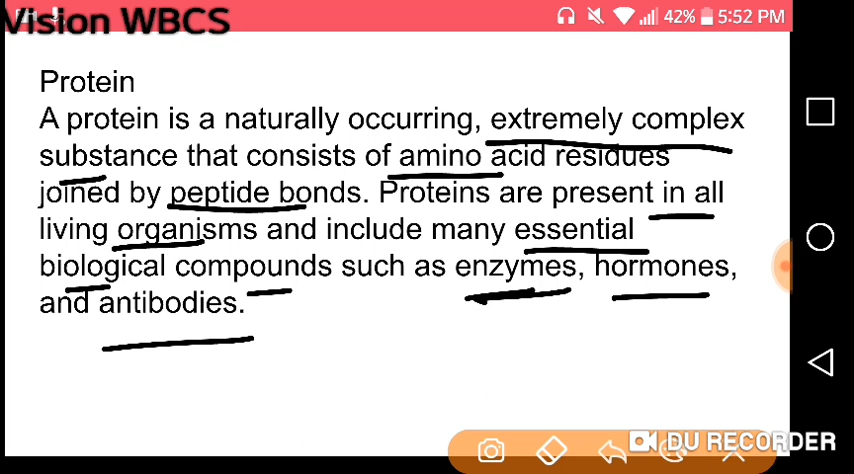 Vision WBCS
42% 5:52 PM
Protein
A protein is a naturally occurring, extremely complex
substance that consists of amino acid residues
joined by peptide bonds. Proteins are present in all
living organisms and include many essential
biological compounds such as enzymes, hormones,
and antibodies.
DU RECORDER